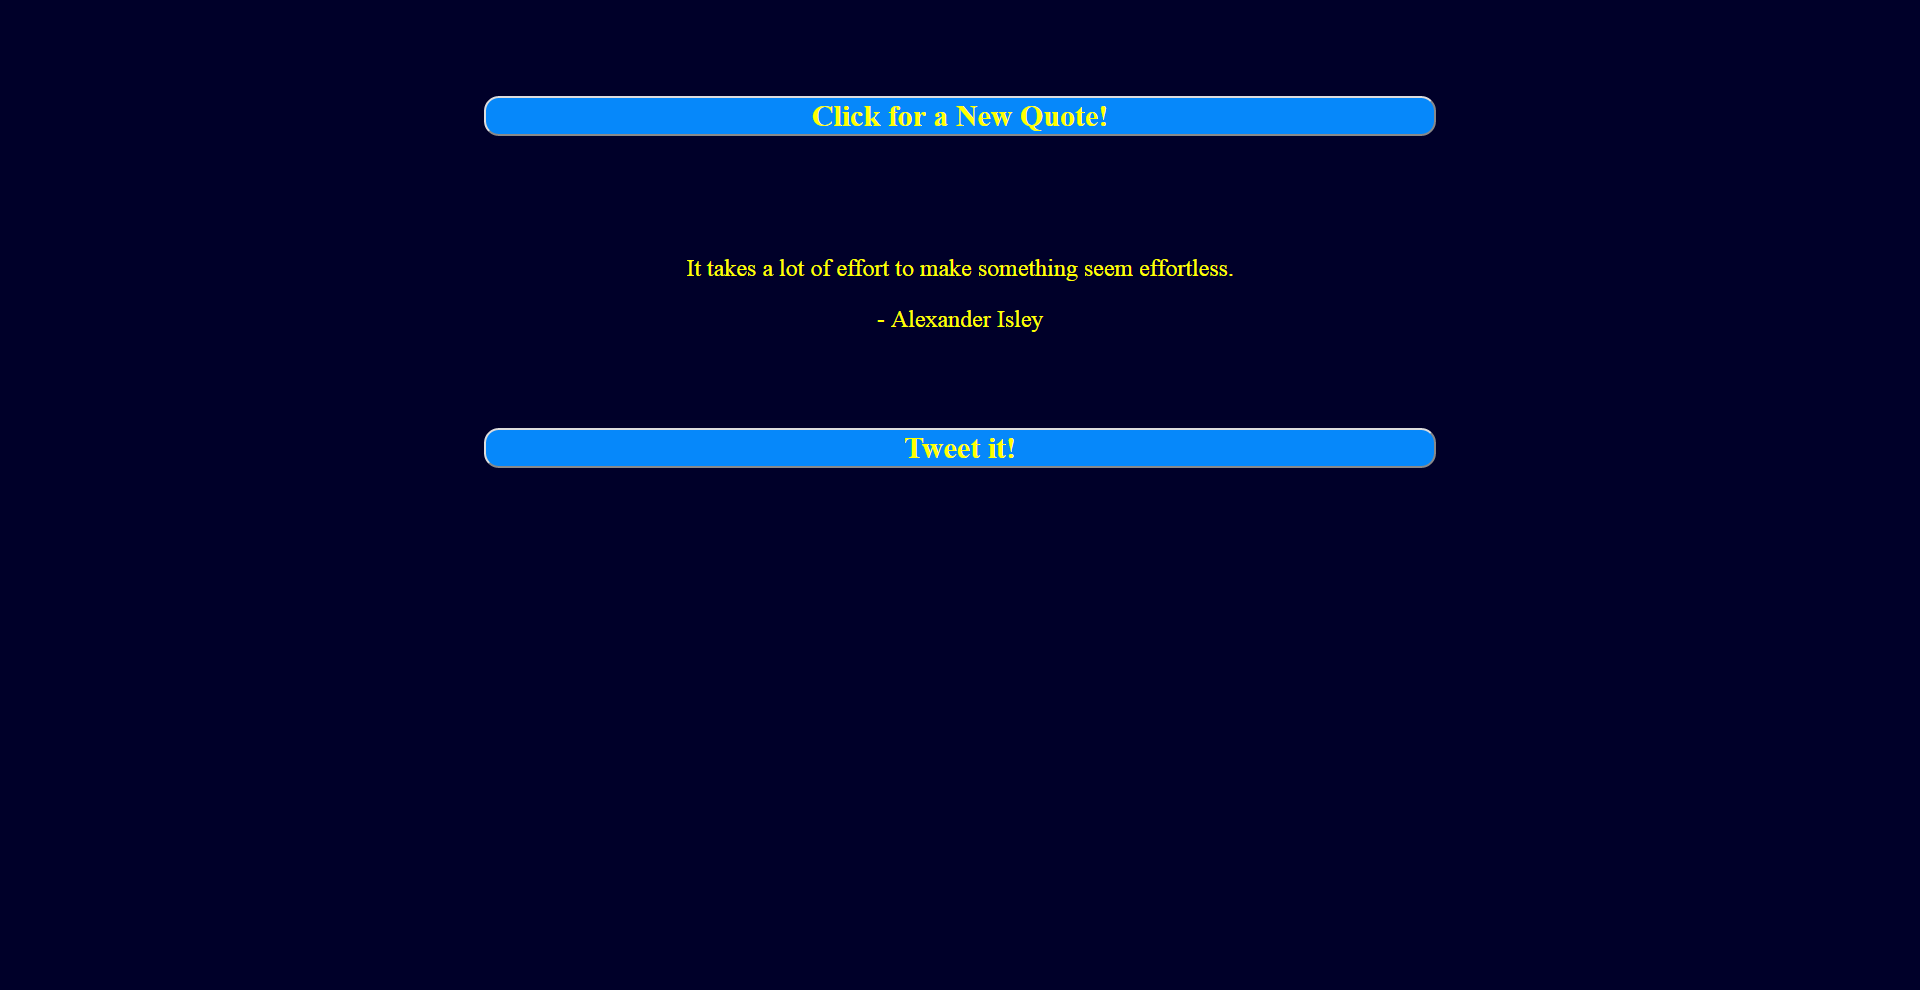 Click for a New Quote!
It takes a lot of effort to make something seem effortless.
- Alexander Isley
Tweet it!